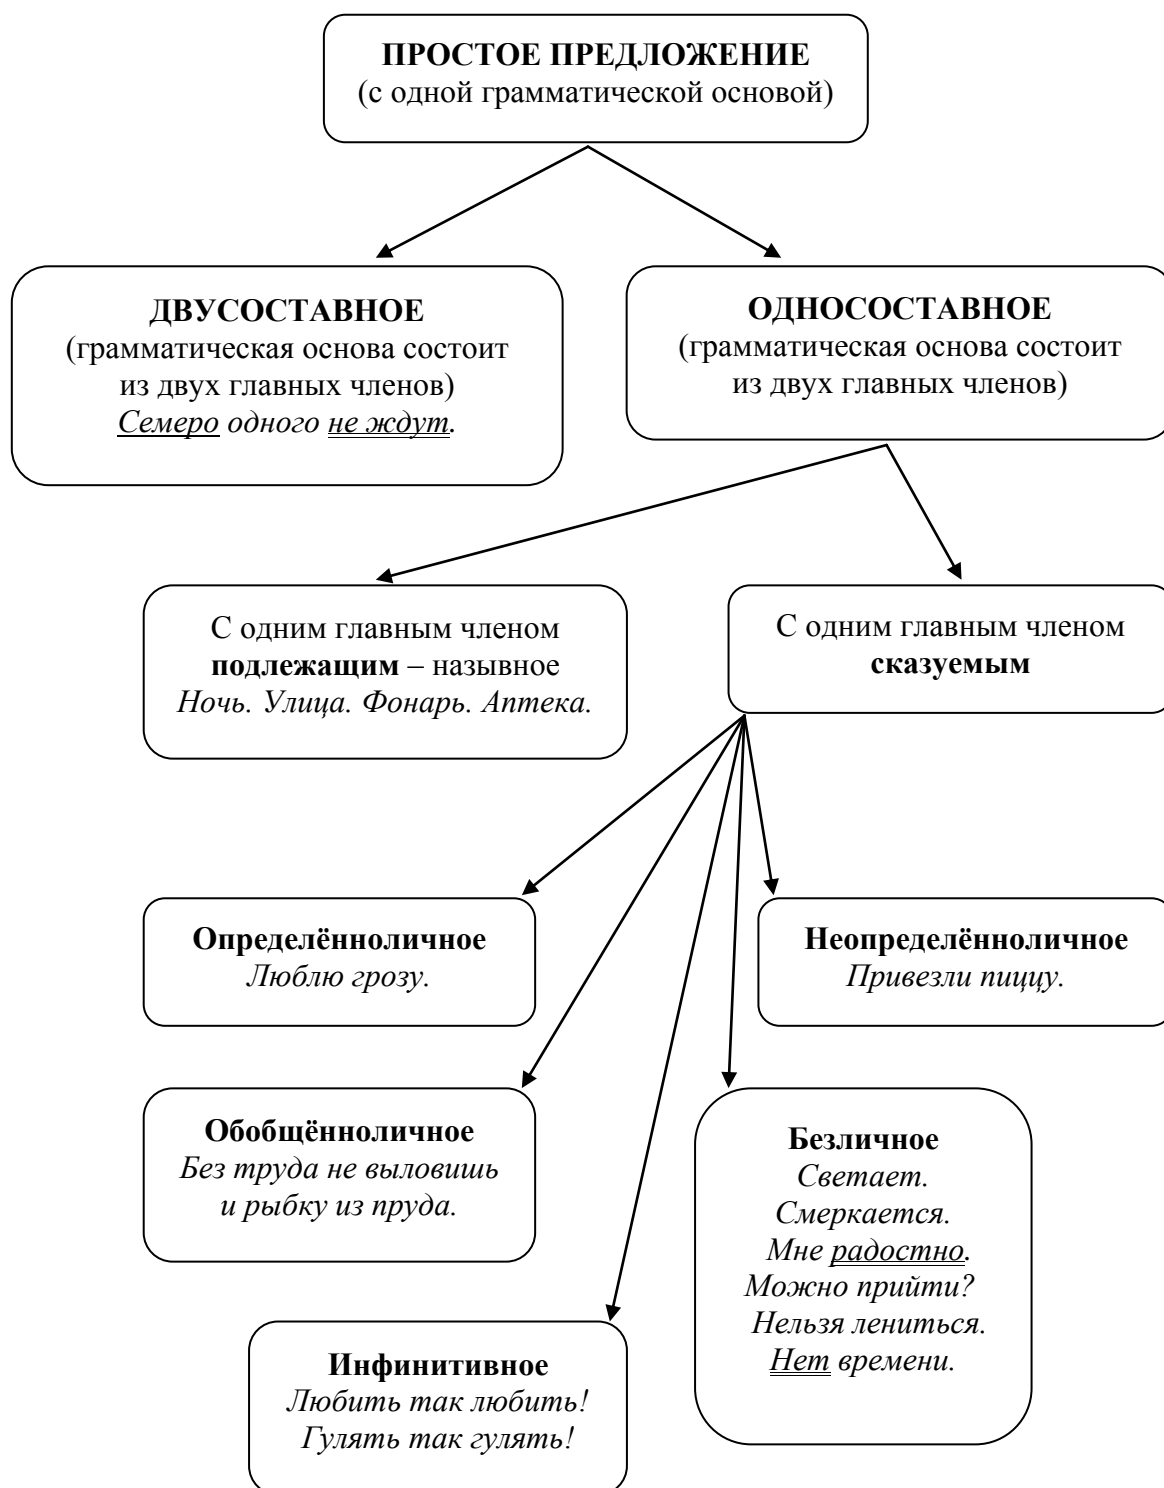 ПРОСТОЕ ПРЕДЛОЖЕНИЕ
(с одной грамматической основой)
ДВУСОСТАВНОЕ
(грамматическая основа состоит
из двух главных членов)
Семеро одного не ждут.
ОДНОСОСТАВНОЕ
(грамматическая основа состоит
из двух главных членов)
С одним главным членом
подлежащим – назывное
Ночь. Улица. Фонарь. Аптека.
С одним главным членом
сказуемым
Определённоличное
Люблю грозу.
Неопределённоличное
Привезли пиццу.
Обобщённоличное
Без труда не выловишь
и рыбку из пруда.
Безличное
Светает.
Смеркается.
Мне радостно.
Можно прийти?
Нельзя лениться.
Нет времени.
Инфинитивное
Любить так любить!
Гулять так гулять!